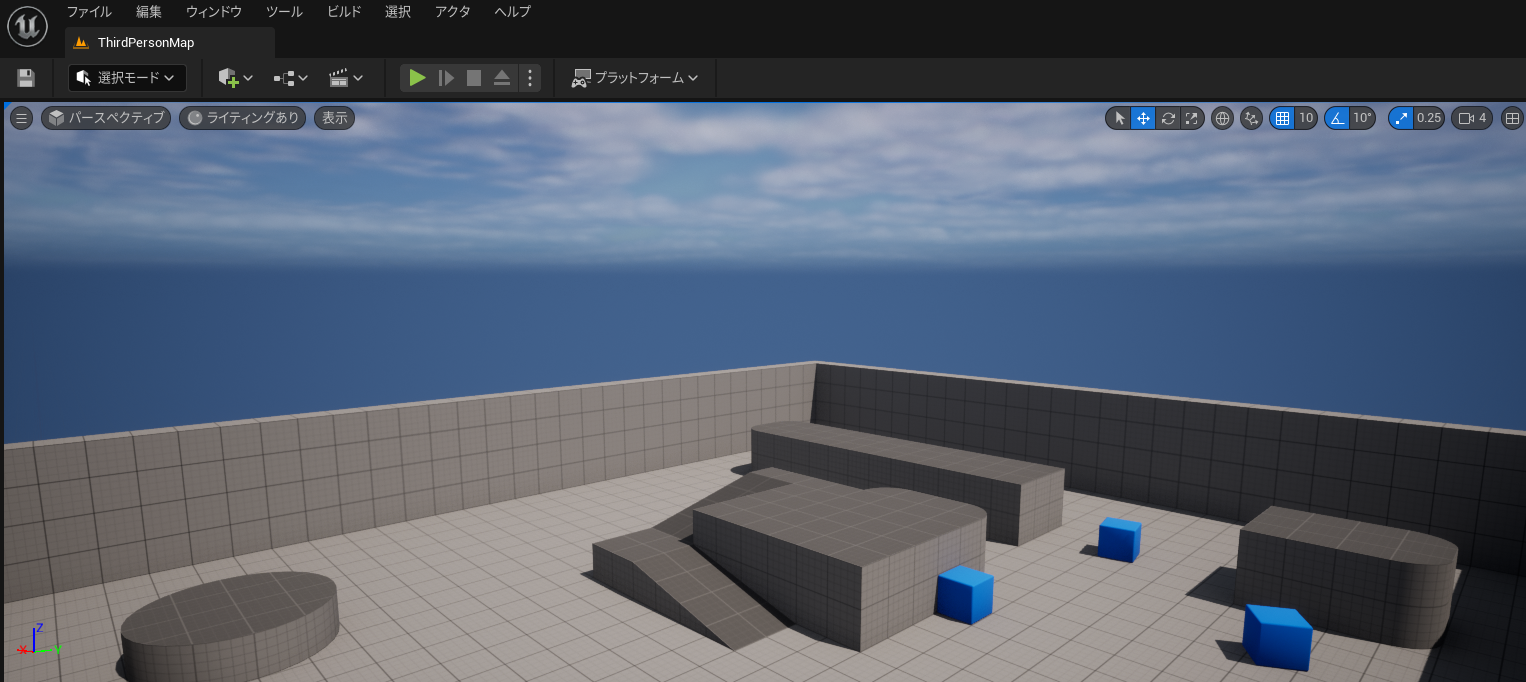 ファイル 編集 ウィンドウ ツール ビルド 選択 アクタ ヘルプ
ThirdPersonMap
選択モード プラットフォーム
パースペクティブ ライティングあり 表示 10 10° 0.25 4
Z
X Y